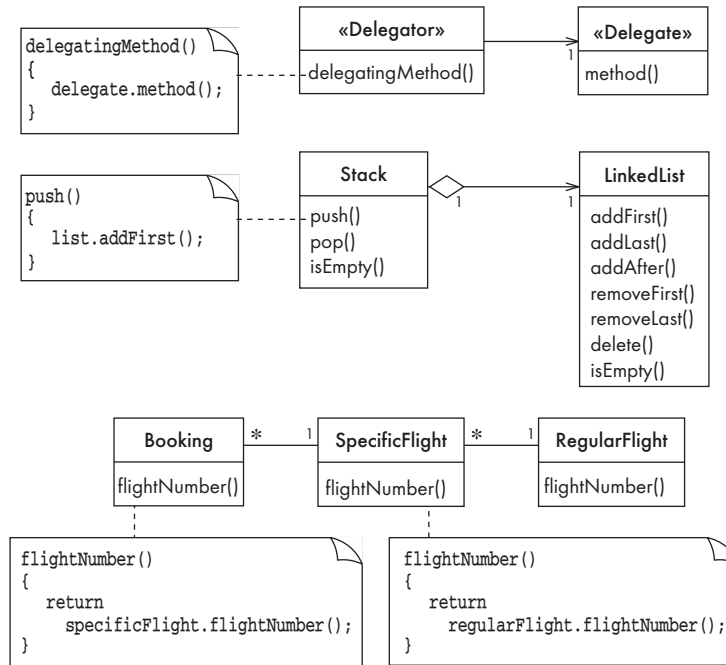 delegatingMethod()
{
delegate.method();
}
«Delegator»
delegatingMethod()
1
«Delegate»
method()
push()
{
list.addFirst();
}
Stack
push()
pop()
isEmpty()
1
1
LinkedList
addFirst()
addLast()
addAfter()
removeFirst()
removeLast()
delete()
isEmpty()
Booking
flightNumber()
*
1
SpecificFlight
flightNumber()
*
1
RegularFlight
flightNumber()
flightNumber()
{
return
specificFlight.flightNumber();
}
flightNumber()
{
return
regularFlight.flightNumber();
}